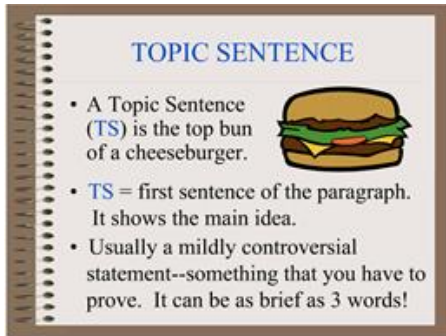 TOPIC SENTENCE
• A Topic Sentence
(TS) is the top bun
of a cheeseburger.
• TS = first sentence of the paragraph.
It shows the main idea.
• Usually a mildly controversial
statement--something that you have to
prove. It can be as brief as 3 words!